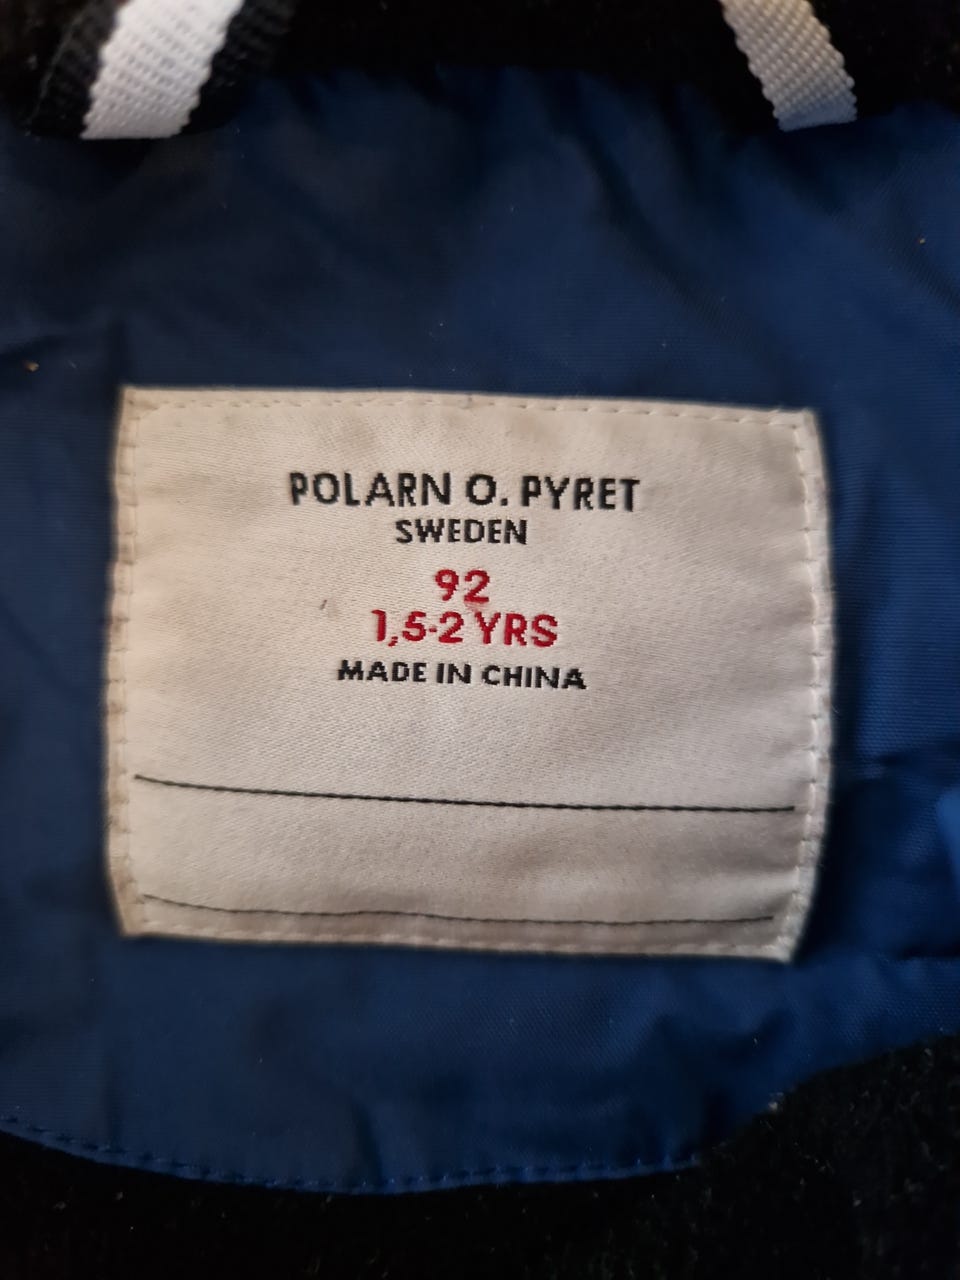 POLARN O. PYRET
SWEDEN
92
1,5-2 YRS
MADE IN CHINA